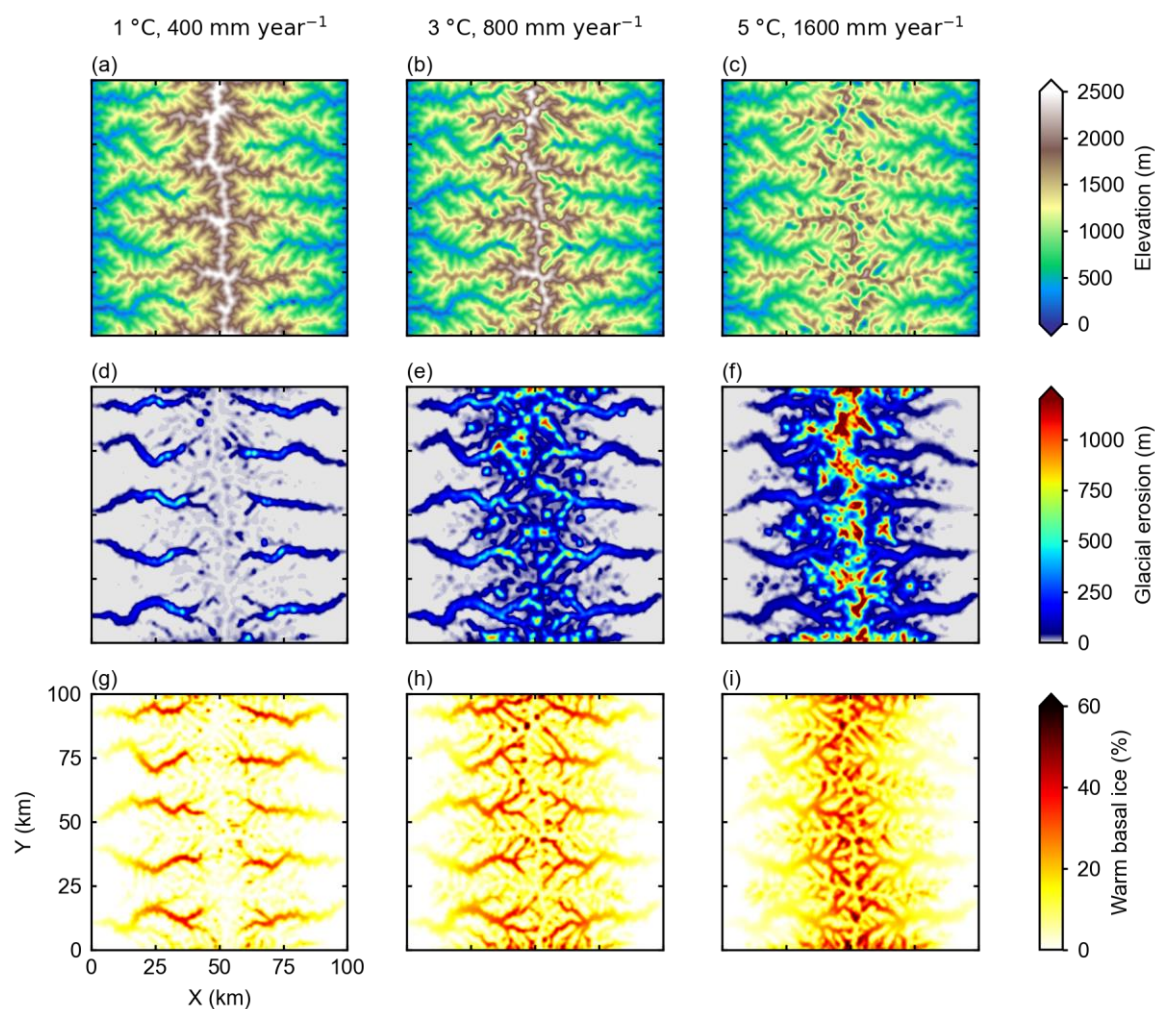 1 °C, 400 mm year⁻¹ 3 °C, 800 mm year⁻¹ 5 °C, 1600 mm year⁻¹
(a) (b) (c)
2500
2000
1500
1000
500
0
Elevation (m)
(d) (e) (f)
1000
750
500
250
0
Glacial erosion (m)
(g) (h) (i)
100
75
50
25
0
Y (km)
0 25 50 75 100
X (km)
60
40
20
0
Warm basal ice (%)